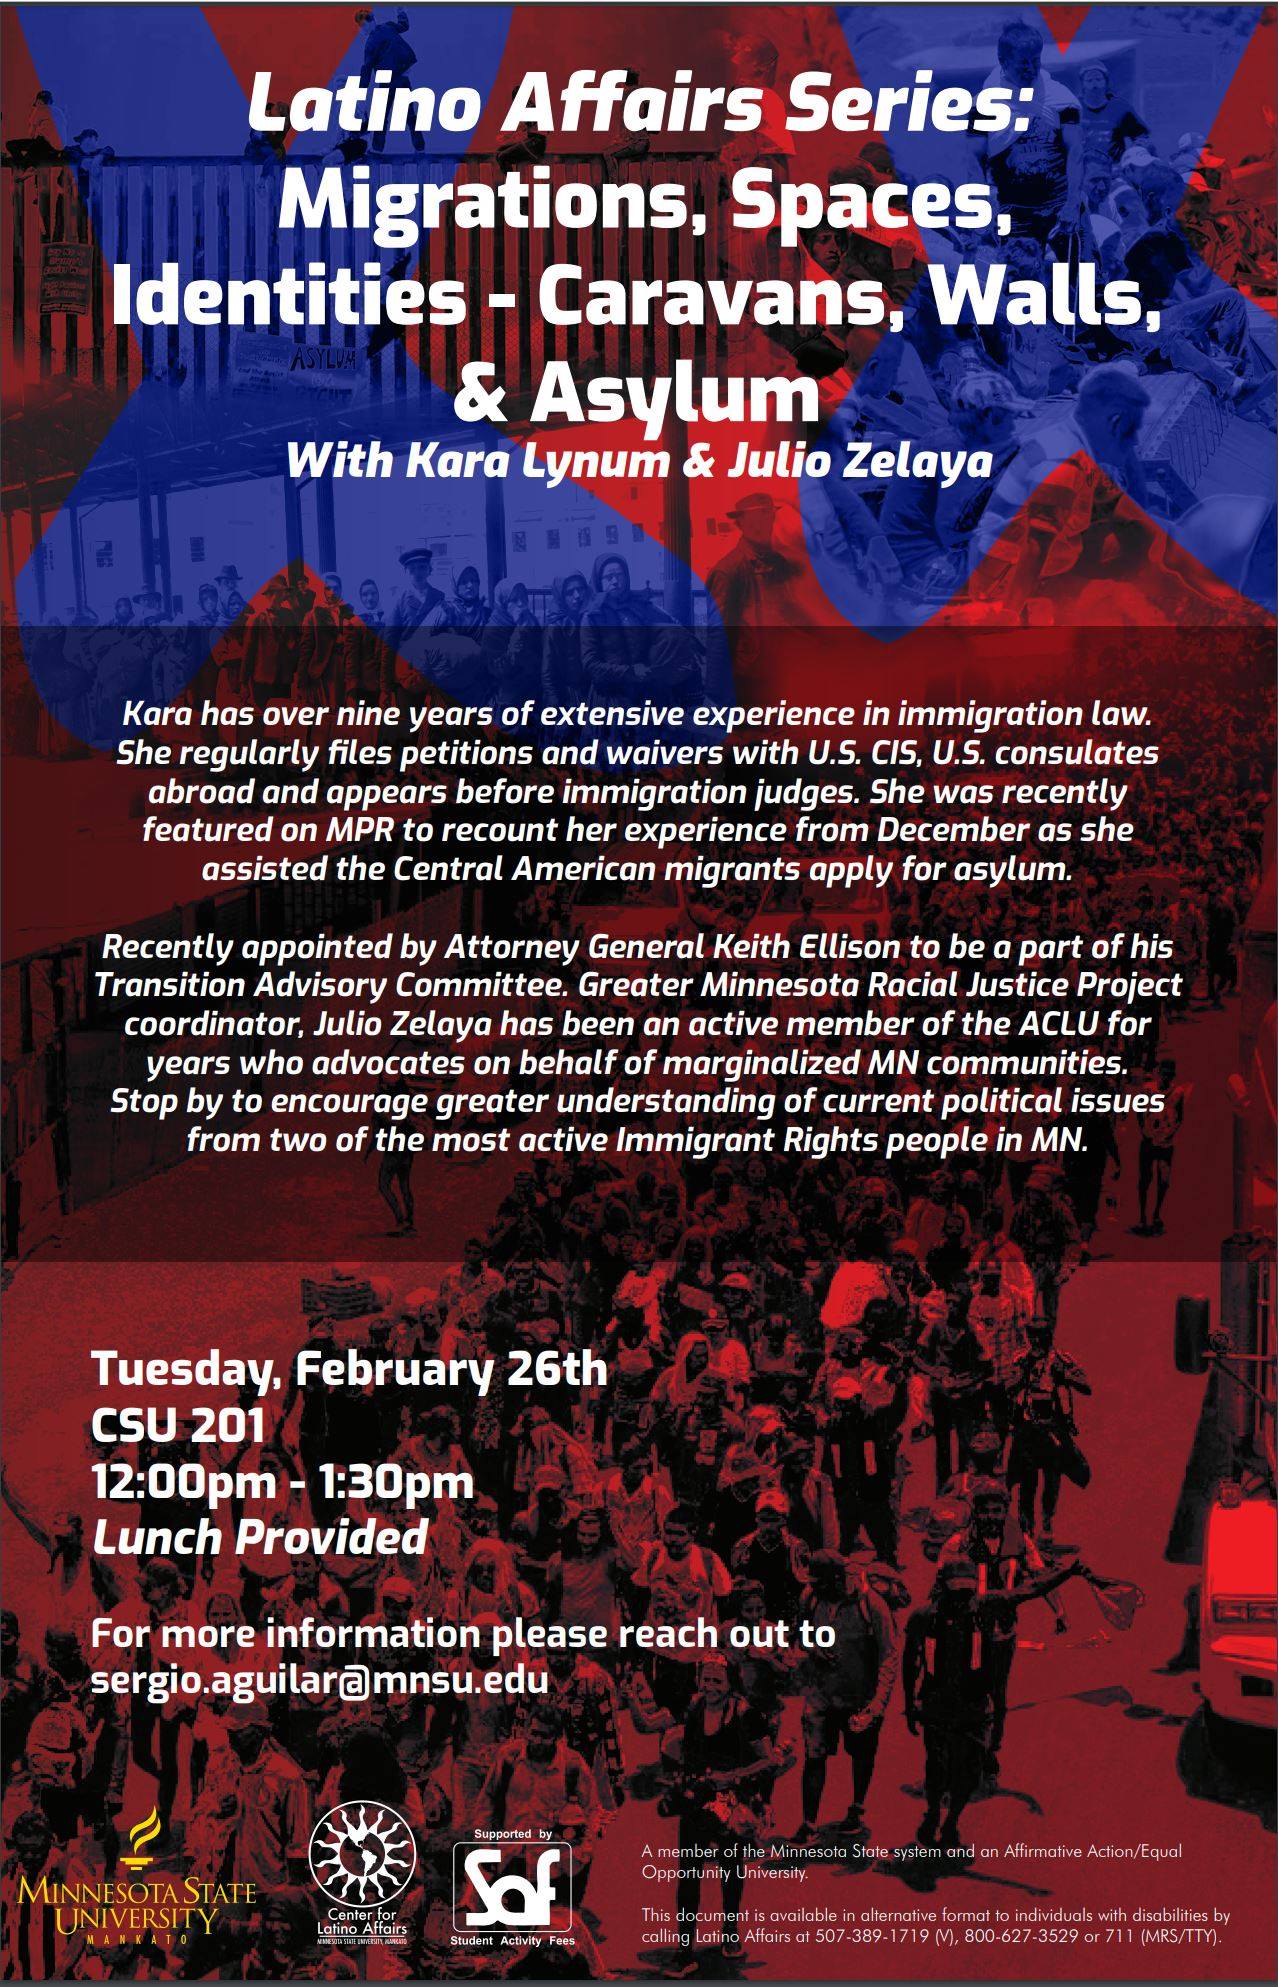 Latino Affairs Series:
Migrations, Spaces,
Identities - Caravans, Walls,
& Asylum
With Kara Lynum & Julio Zelaya
ASYLUM
Kara has over nine years of extensive experience in immigration law.
She regularly files petitions and waivers with U.S. CIS, U.S. consulates
abroad and appears before immigration judges. She was recently
featured on MPR to recount her experience from December as she
assisted the Central American migrants apply for asylum.
Recently appointed by Attorney General Keith Ellison to be a part of his
Transition Advisory Committee. Greater Minnesota Racial Justice Project
coordinator, Julio Zelaya has been an active member of the ACLU for
years who advocates on behalf of marginalized MN communities.
Stop by to encourage greater understanding of current political issues
from two of the most active Immigrant Rights people in MN.
Tuesday, February 26th
CSU 201
12:00pm - 1:30pm
Lunch Provided
For more information please reach out to
sergio.aguilar@mnsu.edu
MINNESOTA STATE
UNIVERSITY
MANKATO
Center for
Latino Affairs
MINNESOTA STATE UNIVERSITY, MANKATO
Supported by
Saf
Student Activity Fees
A member of the Minnesota State system and an Affirmative Action/Equal
Opportunity University.
This document is available in alternative format to individuals with disabilities by
calling Latino Affairs at 507-389-1719 (V), 800-627-3529 or 711 (MRS/TTY).